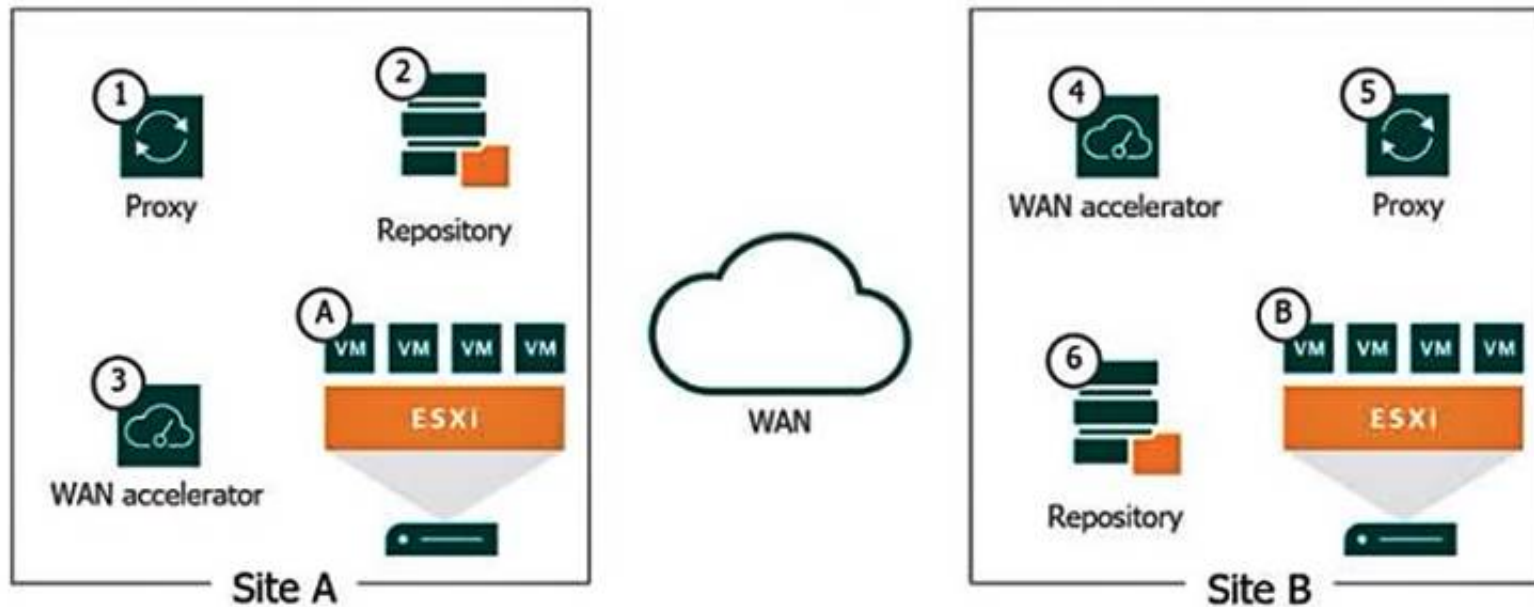 1
Proxy
2
Repository
3
WAN accelerator
A
VM VM VM VM
ESXi
Site A
WAN
4
WAN accelerator
5
Proxy
6
Repository
B
VM VM VM VM
ESXi
Site B